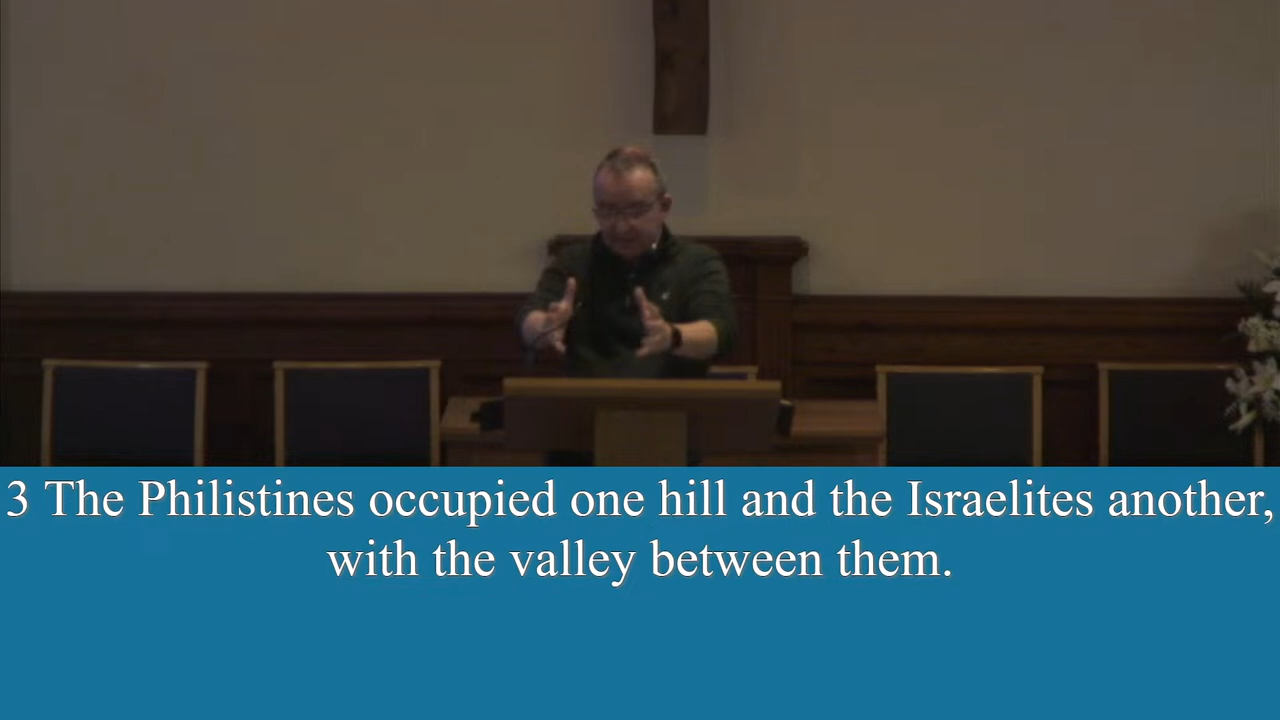 3 The Philistines occupied one hill and the Israelites another,
with the valley between them.